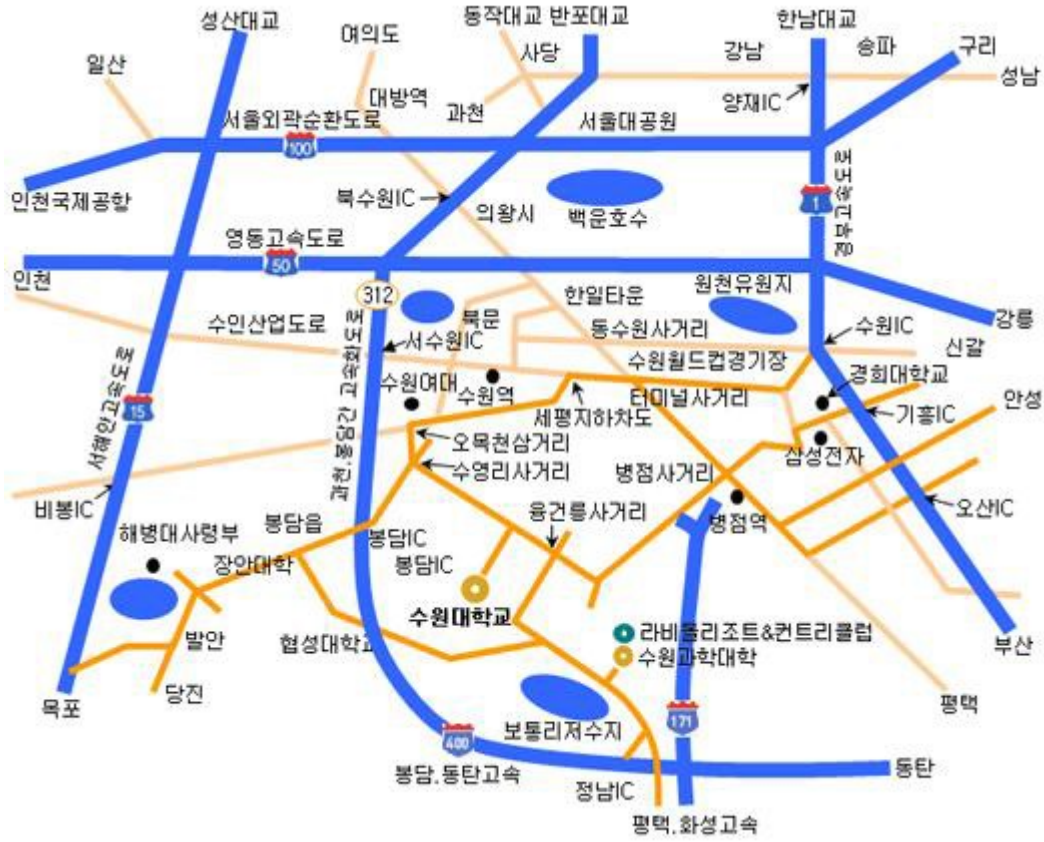 성산대교
동작대교 반포대교
한남대교
여의도
사당
강남
송파
구리
일산
성남
대방역
과천
양재IC
서울외곽순환도로
서울대공원
100
경부고속도로
인천국제공항
북수원IC
의왕시
백운호수
1
영동고속도로
50
인천
312
한일타운
원천유원지
강릉
수인산업도로
북문
동수원사거리
수원IC
서수원IC
신갈
수원월드컵경기장
수원여대
수원역
경희대학교
서해안고속도로
15
과천.봉담간 고속화도로
세평지하차도
터미널사거리
기흥IC
안성
오목천삼거리
삼성전자
수영리사거리
병점사거리
비봉IC
해병대사령부
봉담읍
융건릉사거리
병점역
오산IC
봉담IC
장안대학
봉담IC
수원대학교
라비돌리조트&컨트리클럽
발안
협성대학교
수원과학대학
부산
목포
당진
평택
171
보통리저수지
400
봉담.동탄고속
정남IC
동탄
평택.화성고속